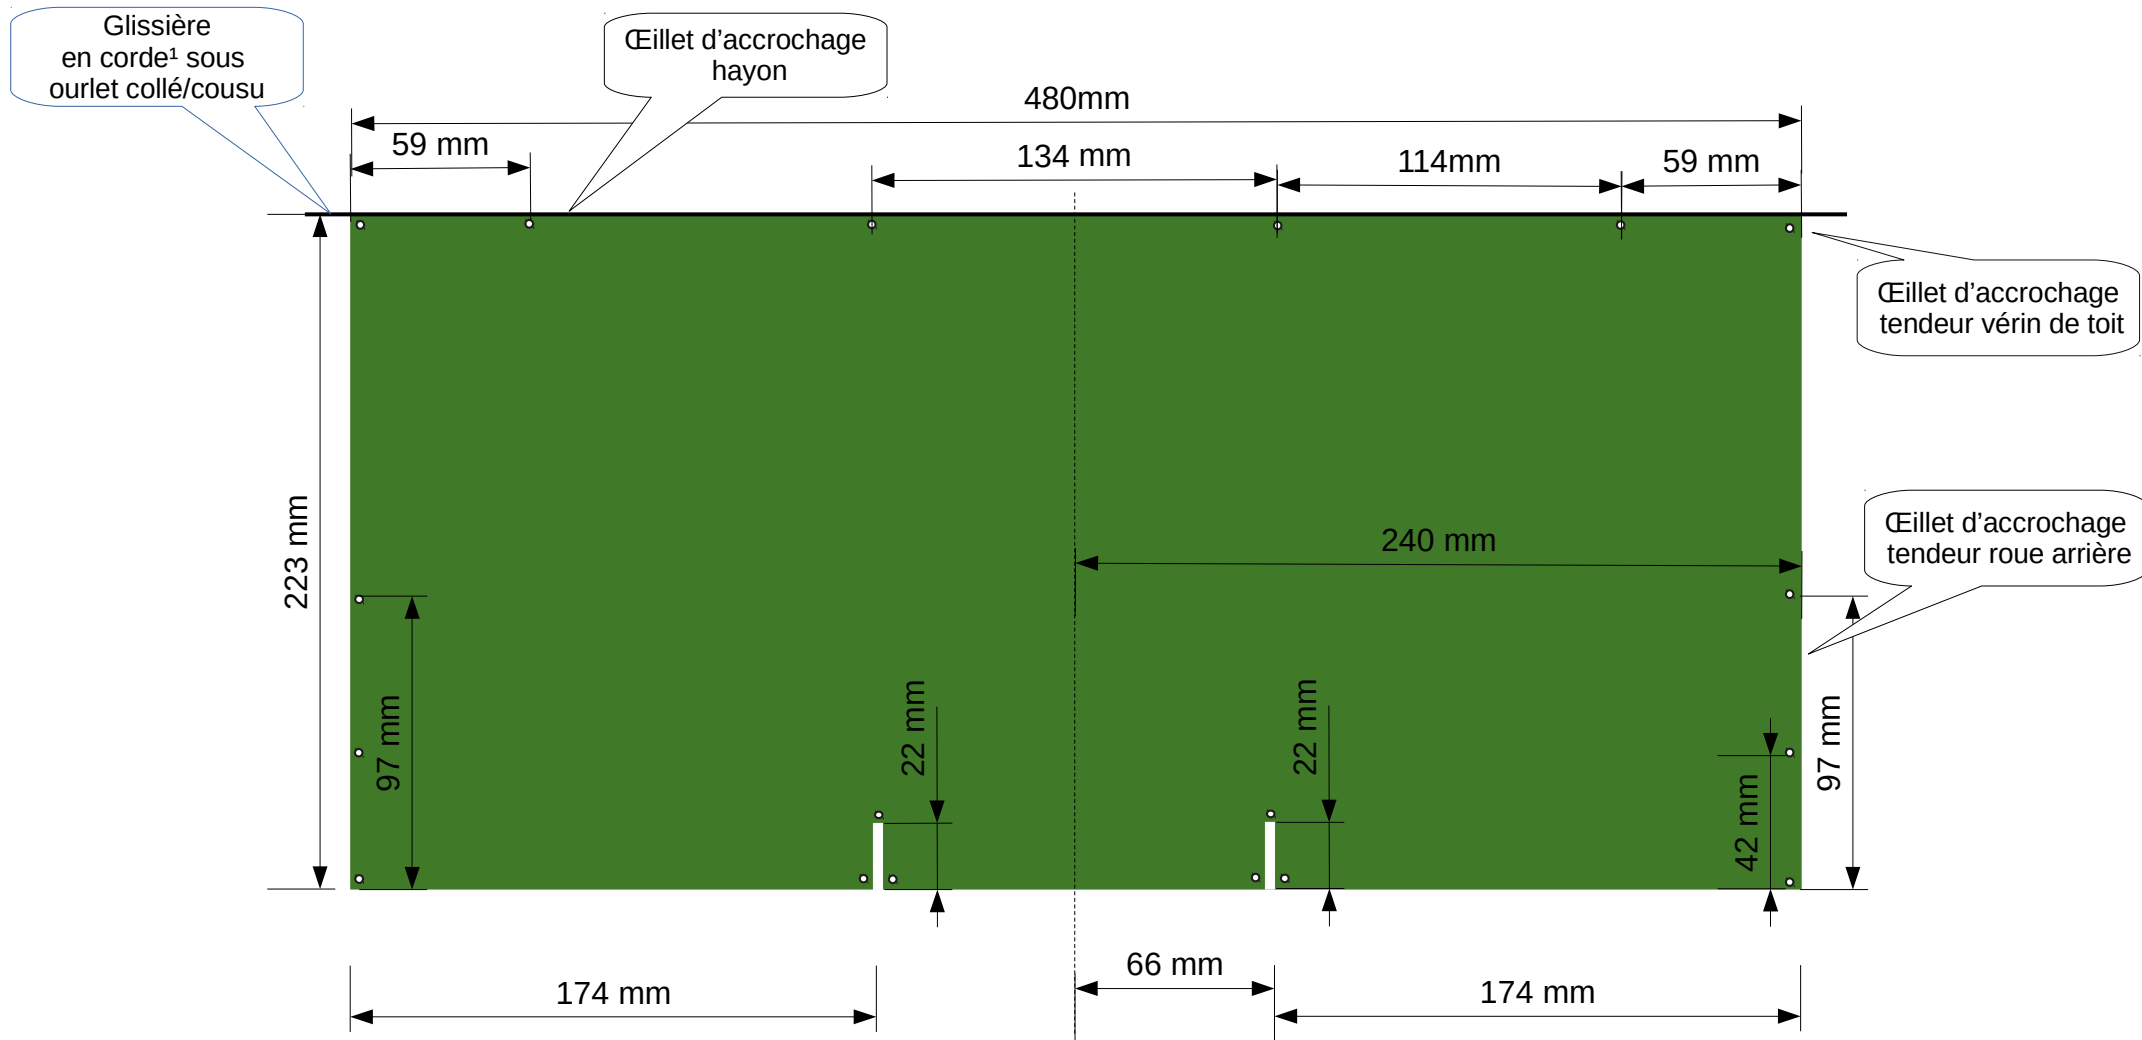 Glissière
en corde¹ sous
ourlet collé/cousu
Œillet d’accrochage
hayon
480mm
59 mm
134 mm
114mm
59 mm
Œillet d’accrochage
tendeur vérin de toit
223 mm
240 mm
Œillet d’accrochage
tendeur roue arrière
97 mm
22 mm
22 mm
42 mm
97 mm
174 mm
66 mm
174 mm